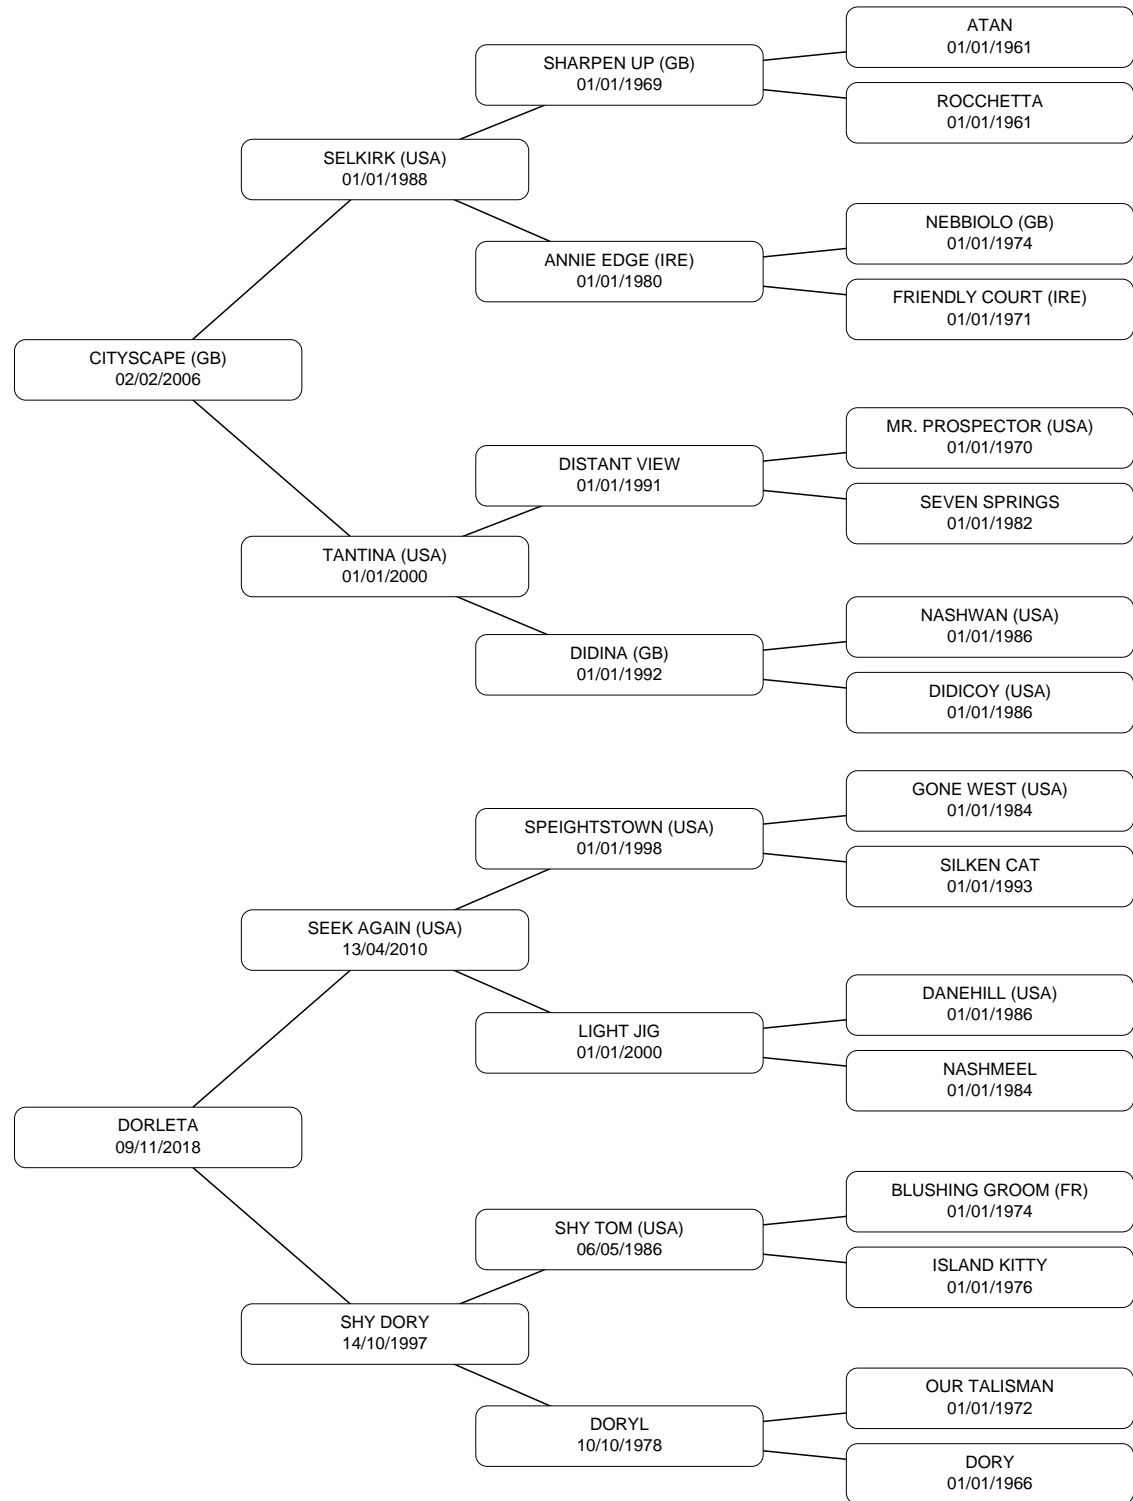 ATAN
01/01/1961
SHARPEN UP (GB)
01/01/1969
ROCCHETTA
01/01/1961
SELKIRK (USA)
01/01/1988
NEBBIOLO (GB)
01/01/1974
ANNIE EDGE (IRE)
01/01/1980
FRIENDLY COURT (IRE)
01/01/1971
CITYSCAPE (GB)
02/02/2006
MR. PROSPECTOR (USA)
01/01/1970
DISTANT VIEW
01/01/1991
SEVEN SPRINGS
01/01/1982
TANTINA (USA)
01/01/2000
NASHWAN (USA)
01/01/1986
DIDINA (GB)
01/01/1992
DIDICOY (USA)
01/01/1986
GONE WEST (USA)
01/01/1984
SPEIGHTSTOWN (USA)
01/01/1998
SILKEN CAT
01/01/1993
SEEK AGAIN (USA)
13/04/2010
DANEHILL (USA)
01/01/1986
LIGHT JIG
01/01/2000
NASHMEEL
01/01/1984
DORLETA
09/11/2018
BLUSHING GROOM (FR)
01/01/1974
SHY TOM (USA)
06/05/1986
ISLAND KITTY
01/01/1976
SHY DORY
14/10/1997
OUR TALISMAN
01/01/1972
DORYL
10/10/1978
DORY
01/01/1966